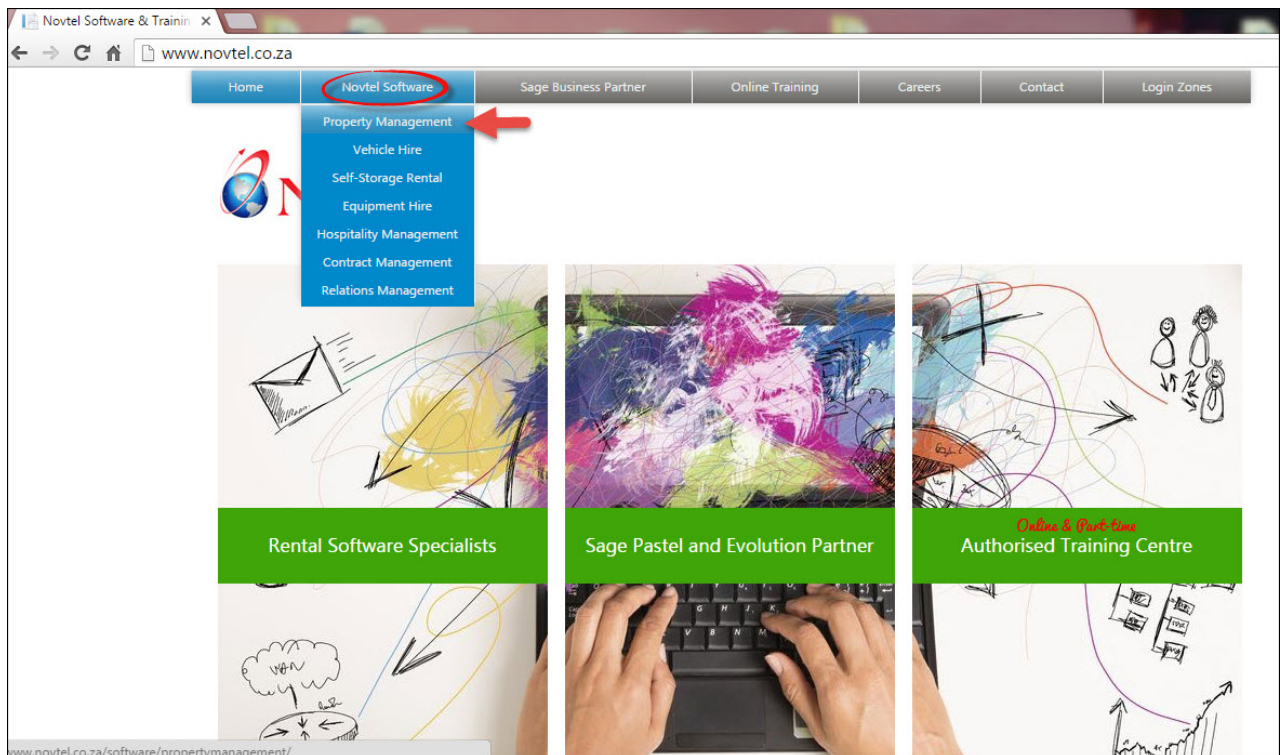 Novtel Software & Trainin
www.novtel.co.za
Home Novtel Software Sage Business Partner Online Training Careers Contact Login Zones
Property Management
Vehicle Hire
Self-Storage Rental
Equipment Hire
Hospitality Management
Contract Management
Relations Management
N
Rental Software Specialists
Sage Pastel and Evolution Partner
Online & Part-time
Authorised Training Centre
G H J K
V B N M
WAN
www.novtel.co.za/software/propertymanagement/